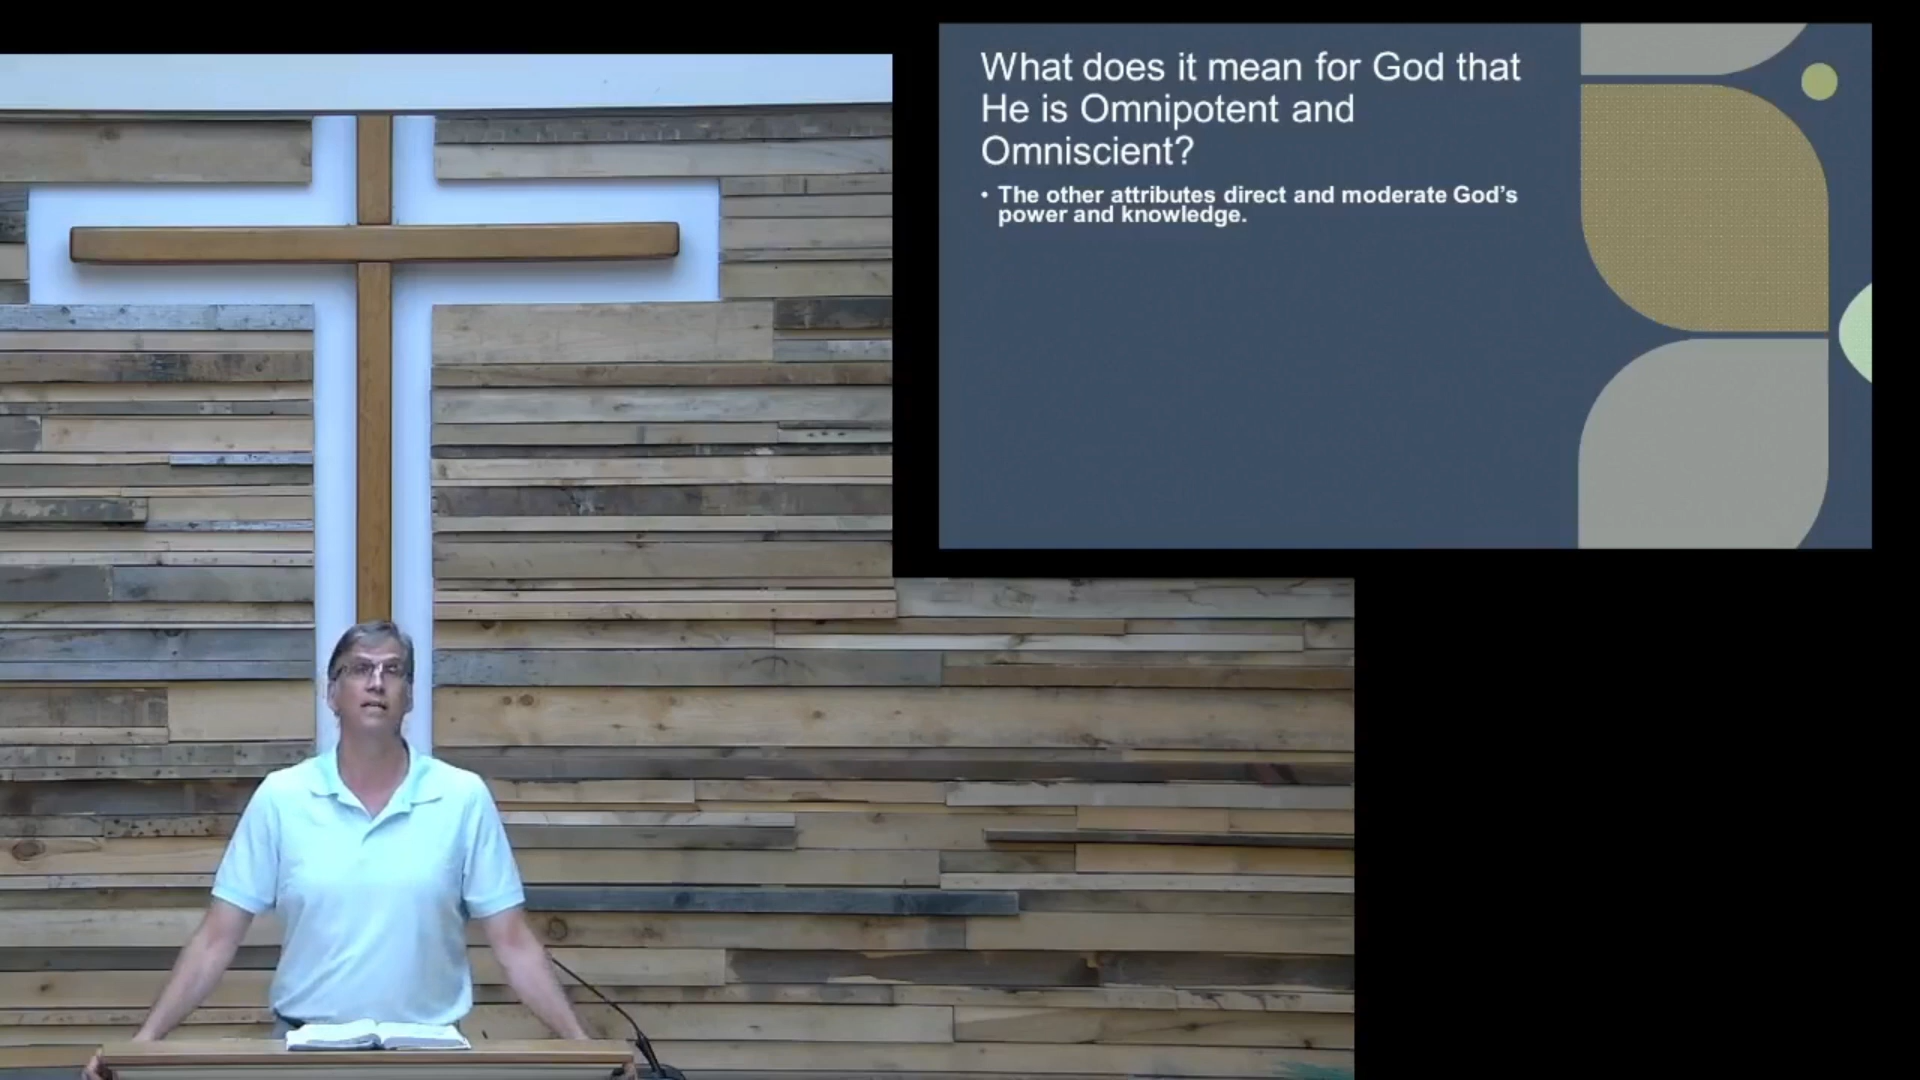 What does it mean for God that
He is Omnipotent and
Omniscient?
• The other attributes direct and moderate God's
power and knowledge.